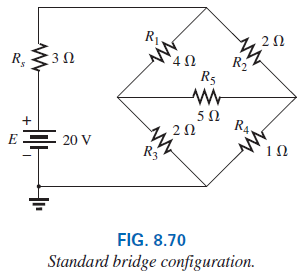 R₁
2 Ω
Rₛ
3 Ω
4 Ω
R₂
R₅
+
5 Ω
E
20 V
2 Ω
R₄
−
R₃
1 Ω
FIG. 8.70
Standard bridge configuration.